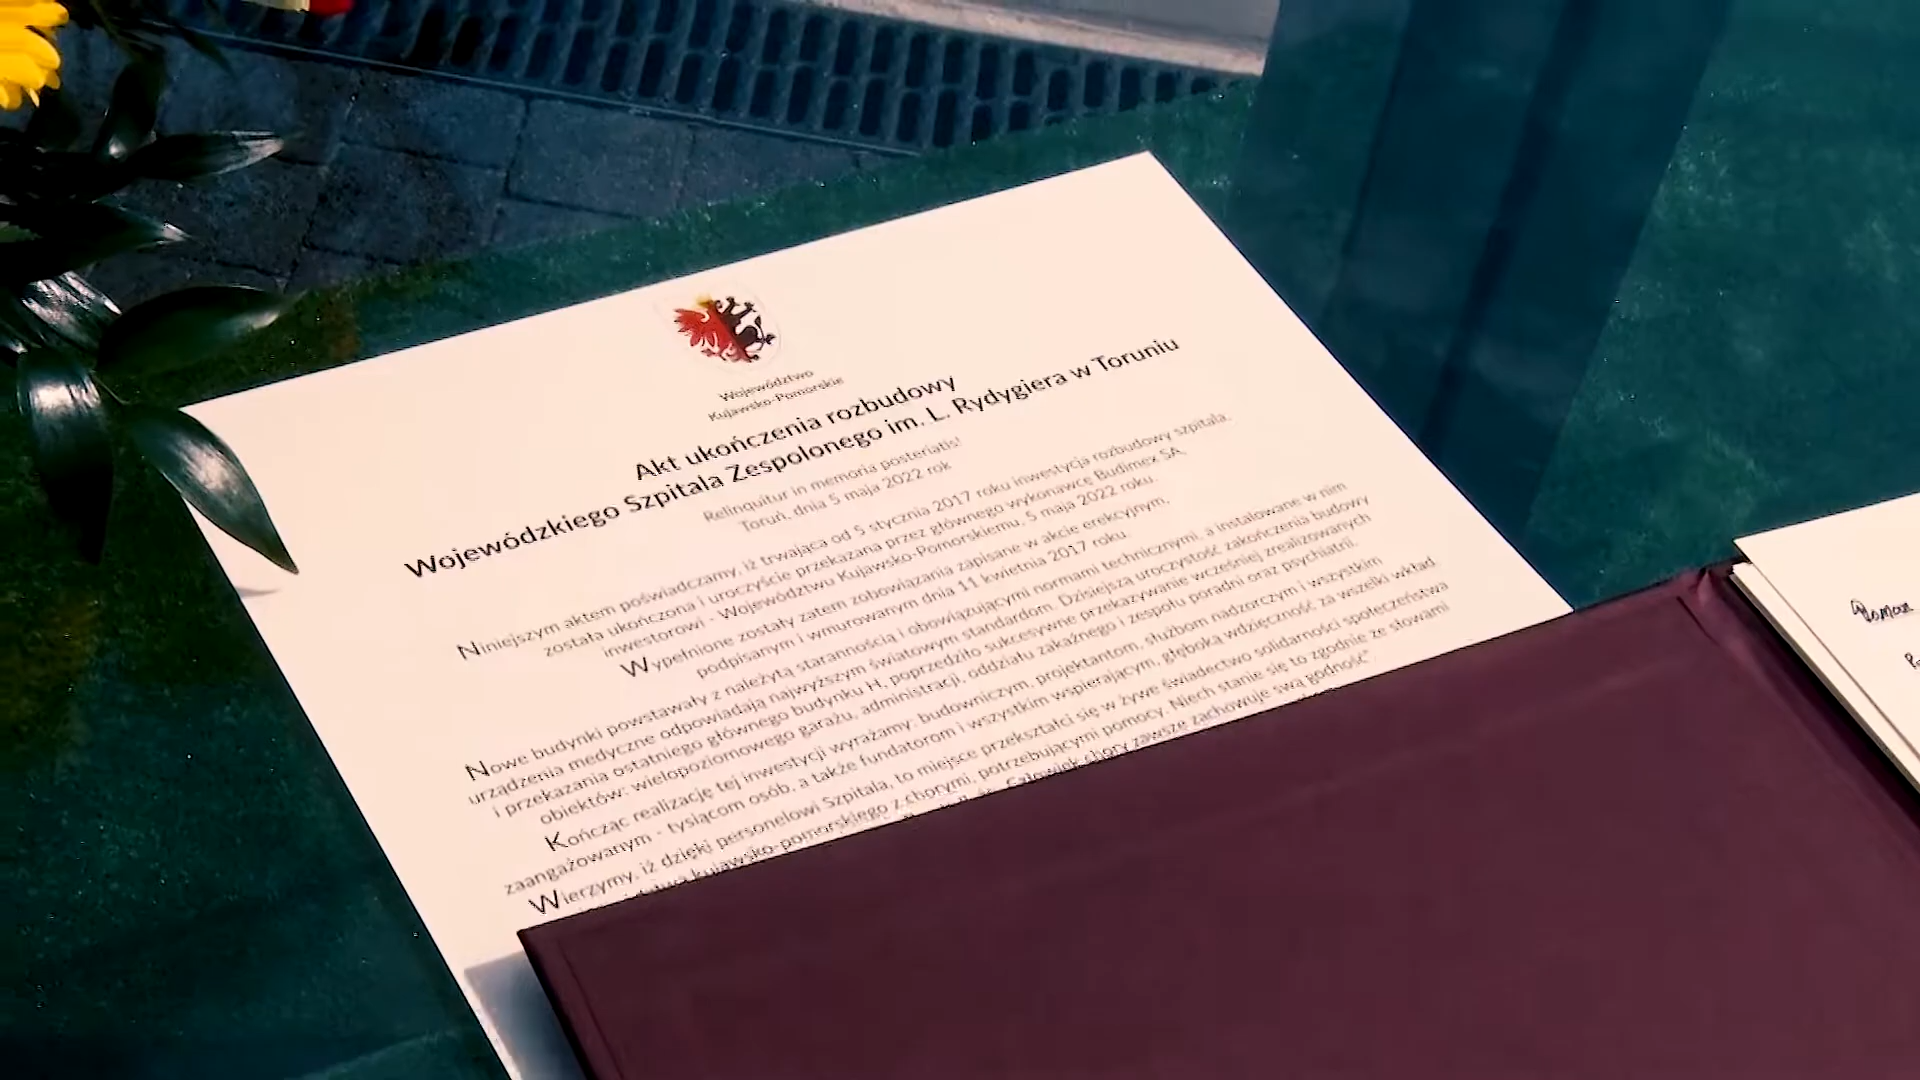 Województwo
Kujawsko-Pomorskie
Akt ukończenia rozbudowy
Wojewódzkiego Szpitala Zespolonego im. L. Rydygiera w Toruniu
Relinquitur in memoria posteriatis!
Toruń, dnia 5 maja 2022 rok
Niniejszym aktem poświadczamy, iż trwająca od 5 stycznia 2017 roku inwestycja rozbudowy szpitala,
została ukończona i uroczyście przekazana przez głównego wykonawcę Budimex SA
inwestorowi - Województwu Kujawsko-Pomorskiemu, 5 maja 2022 roku.
Wypełnione zostały zatem zobowiązania zapisane w akcie erekcyjnym,
podpisanym i wmurowanym dnia 11 kwietnia 2017 roku.
Nowe budynki powstawały z należytą starannością i obowiązującymi normami technicznymi, a instalowane w nim
urządzenia medyczne odpowiadają najwyższym światowym standardom. Dzisiejszą uroczystość zakończenia budowy
i przekazania ostatniego głównego budynku H, poprzedziło sukcesywne przekazywanie wcześniej zrealizowanych
obiektów: wielopoziomowego garażu, administracji, oddziału zakaźnego i zespołu poradni oraz psychiatrii.
Kończąc realizację tej inwestycji wyrażamy: budowniczym, projektantom, służbom nadzorczym i wszystkim
zaangażowanym - tysiącom osób, a także fundatorom i wszystkim wspierającym, głęboką wdzięczność za wszelki wkład.
Wierzymy, iż dzięki personelowi Szpitala, to miejsce przekształci się w żywe świadectwo solidarności społeczeństwa
kujawsko-pomorskiego z chorymi, potrzebującymi pomocy. Niech stanie się to zgodnie ze słowami
Człowiek chory zawsze zachowuje swą godność"
Roman